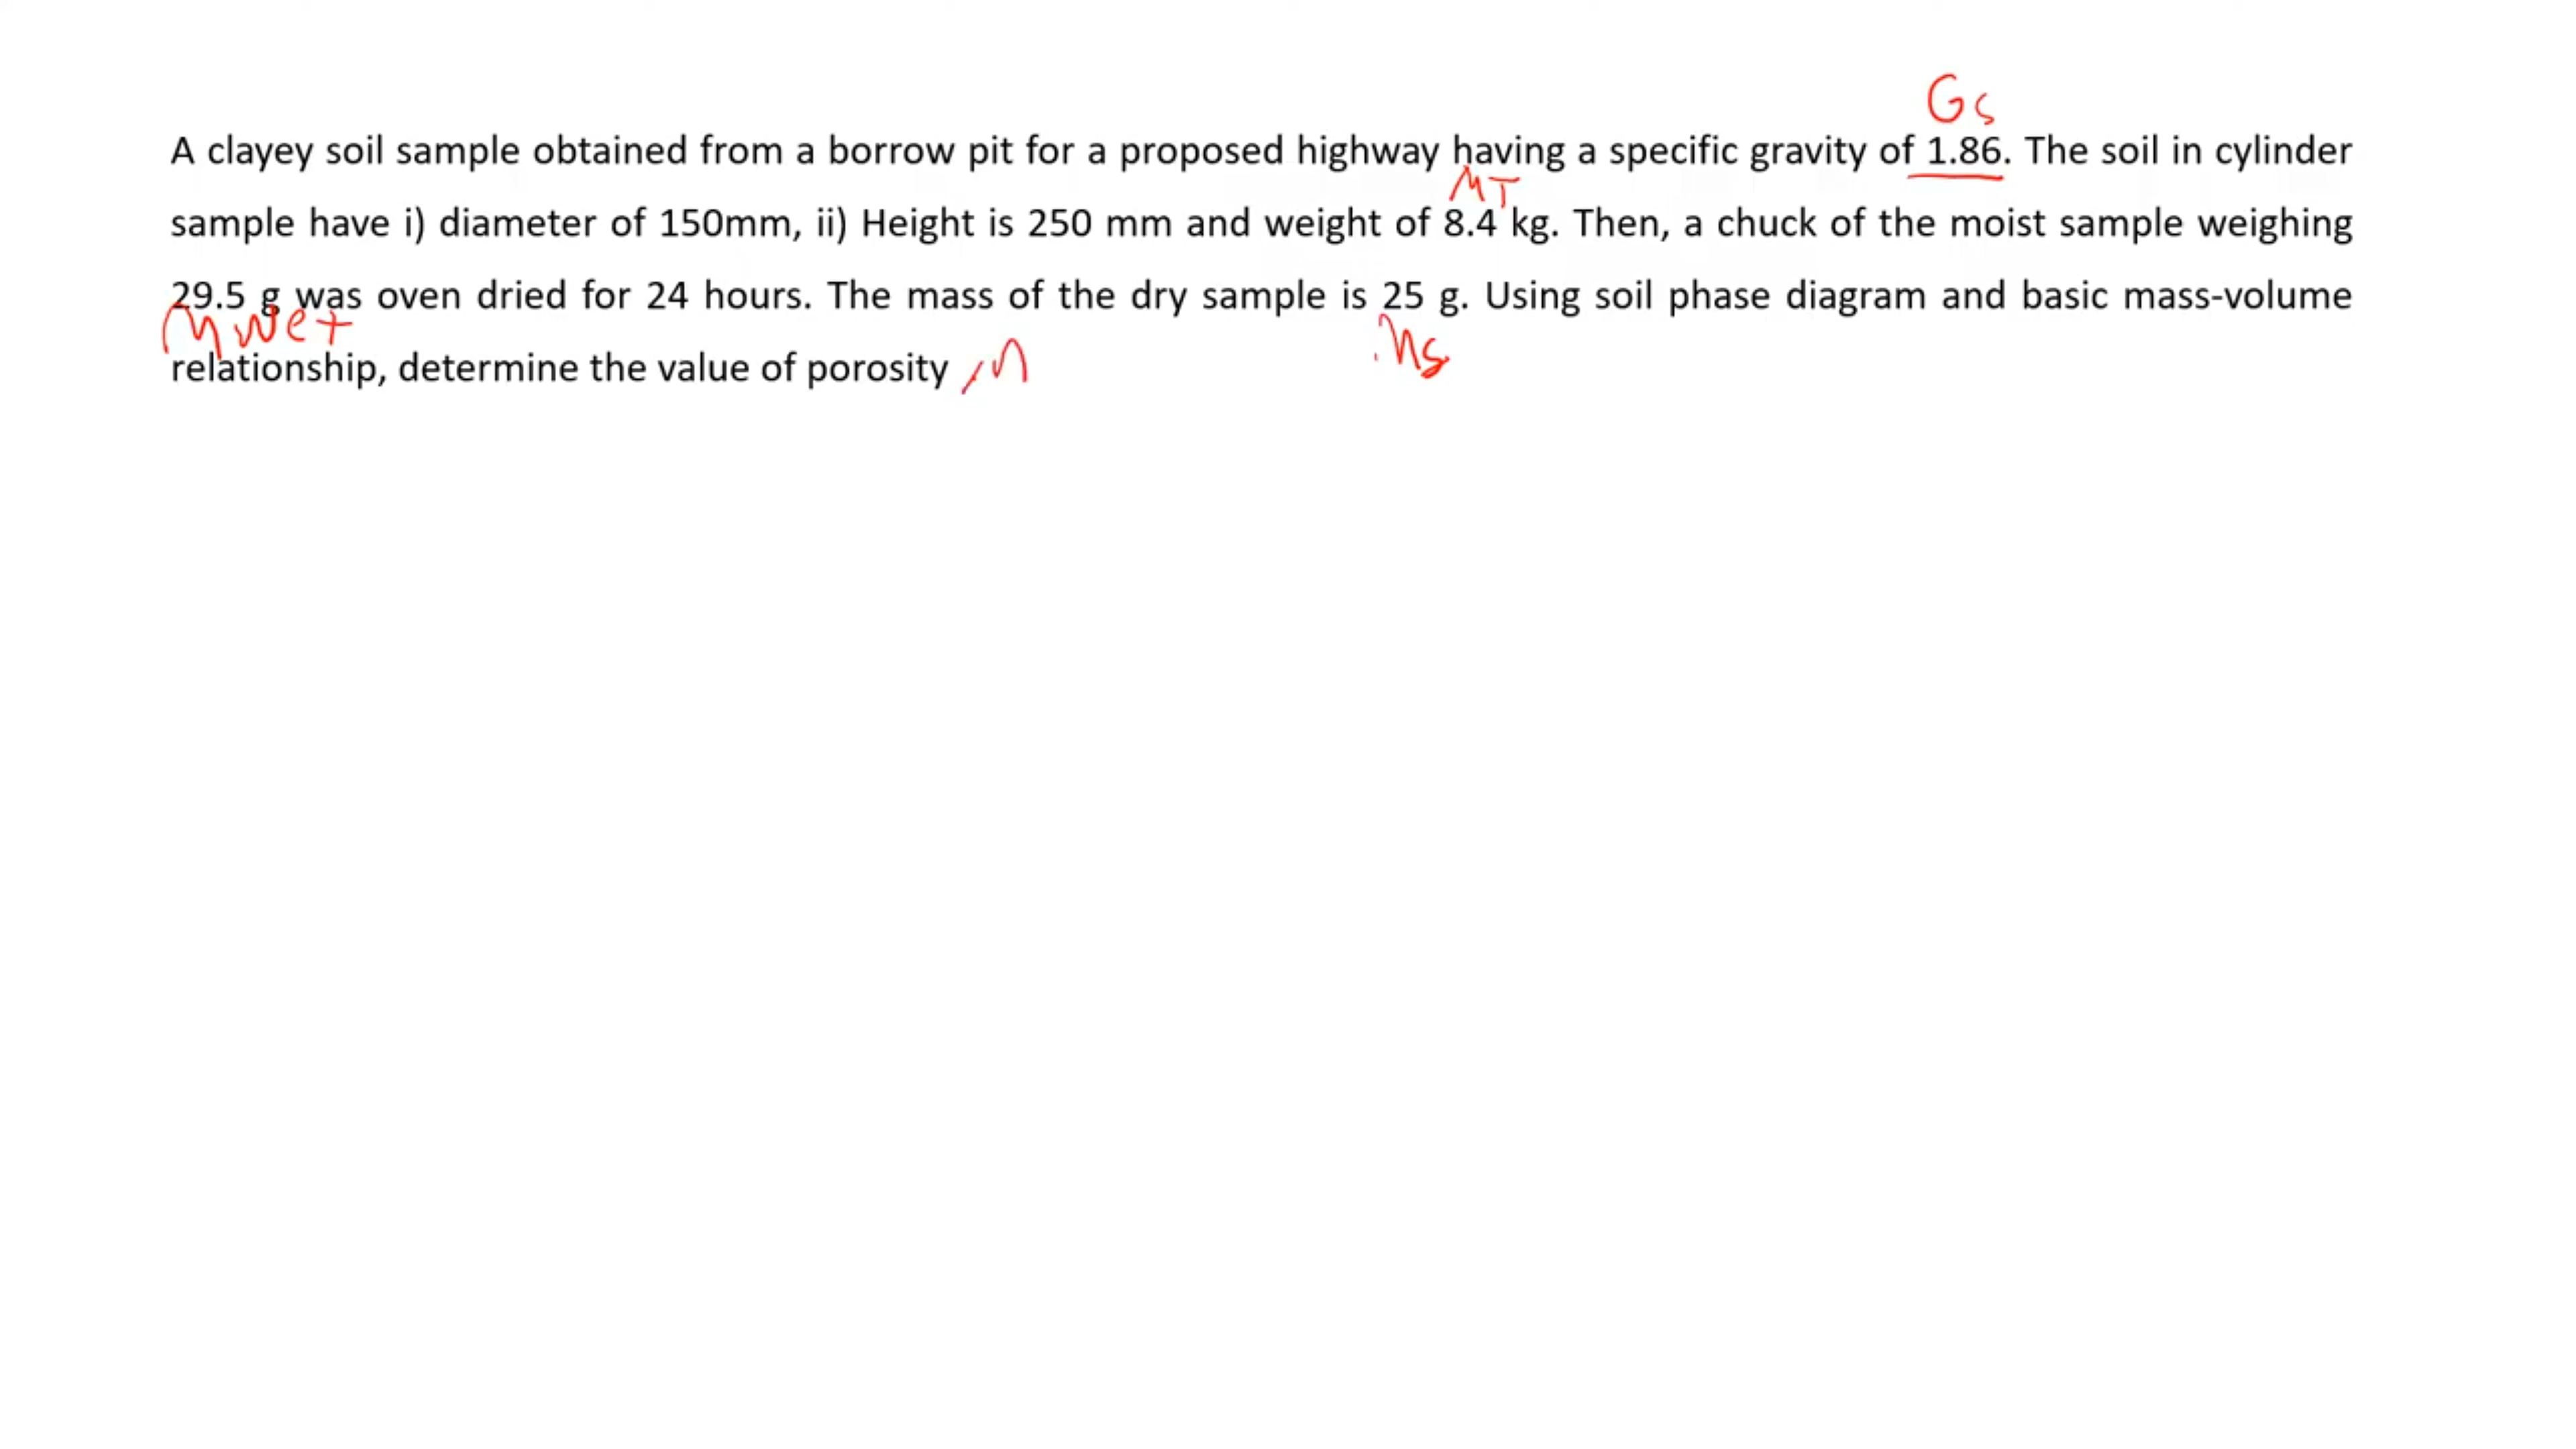 Gs
A clayey soil sample obtained from a borrow pit for a proposed highway having a specific gravity of 1.86. The soil in cylinder
MT
sample have i) diameter of 150mm, ii) Height is 250 mm and weight of 8.4 kg. Then, a chuck of the moist sample weighing
29.5 g was oven dried for 24 hours. The mass of the dry sample is 25 g. Using soil phase diagram and basic mass-volume
Mwet
Ms
relationship, determine the value of porosity , n